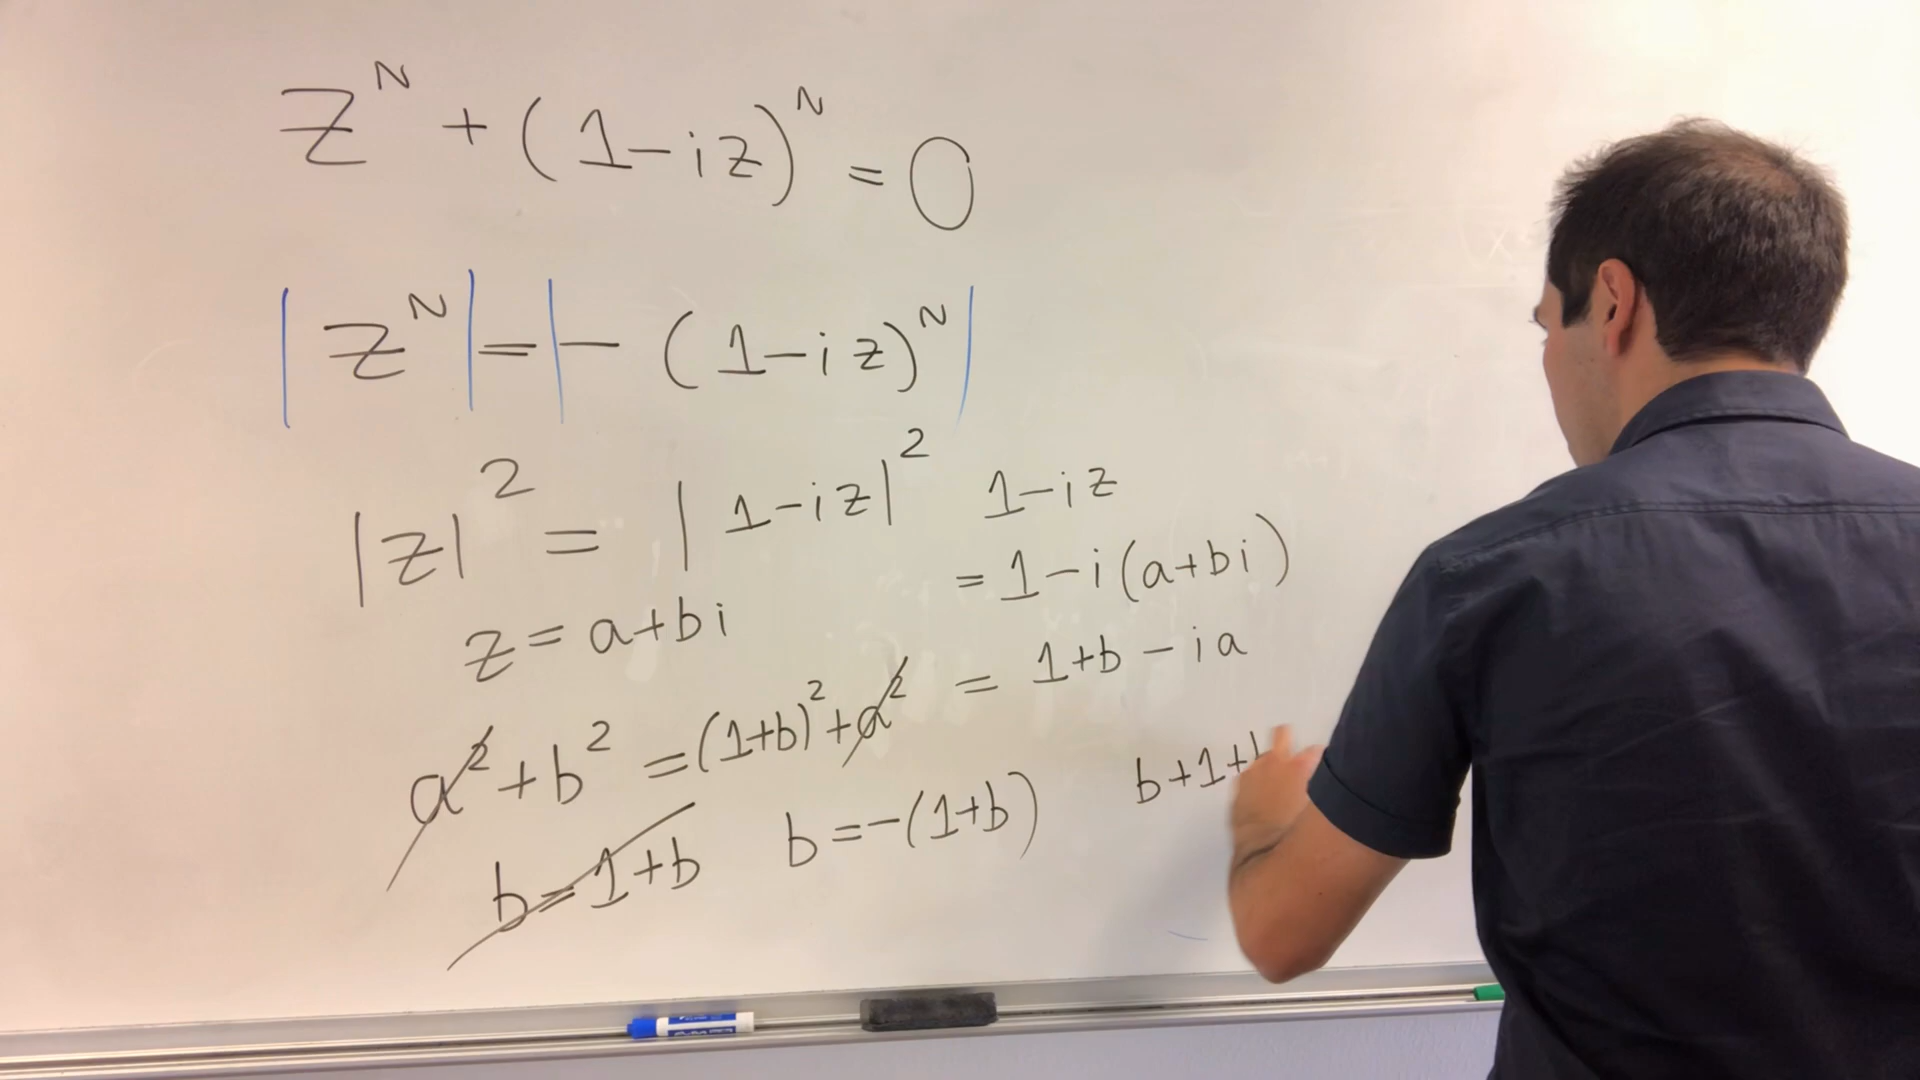 z^N + (1-iz)^N = 0
|z^N| = |- (1-iz)^N|
|z|^2 = |1-iz|^2
1-iz
= 1-i(a+bi)
z = a+bi
= 1+b-ia
a^2+b^2 = (1+b)^2+a^2
b=1+b
b=-(1+b)
b+1+